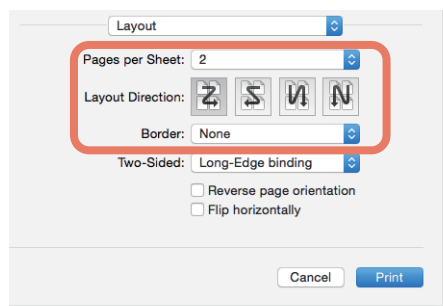 Layout
Pages per Sheet: 2
Layout Direction:
Border: None
Two-Sided: Long-Edge binding
Reverse page orientation
Flip horizontally
Cancel Print